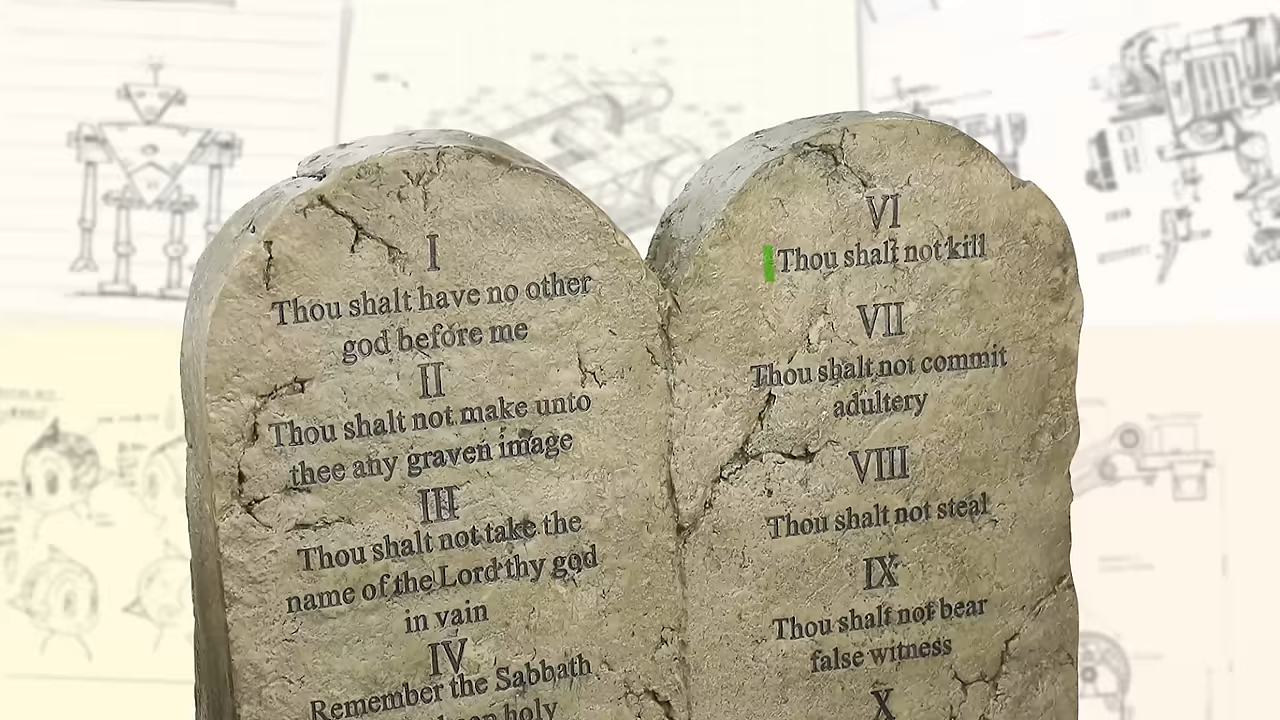 I
Thou shalt have no other
god before me
II
Thou shalt not make unto
thee any graven image
III
Thou shalt not take the
name of the Lord thy god
in vain
IV
Remember the Sabbath
holy
VI
Thou shalt not kill
VII
Thou shalt not commit
adultery
VIII
Thou shalt not steal
IX
Thou shalt not bear
false witness
X